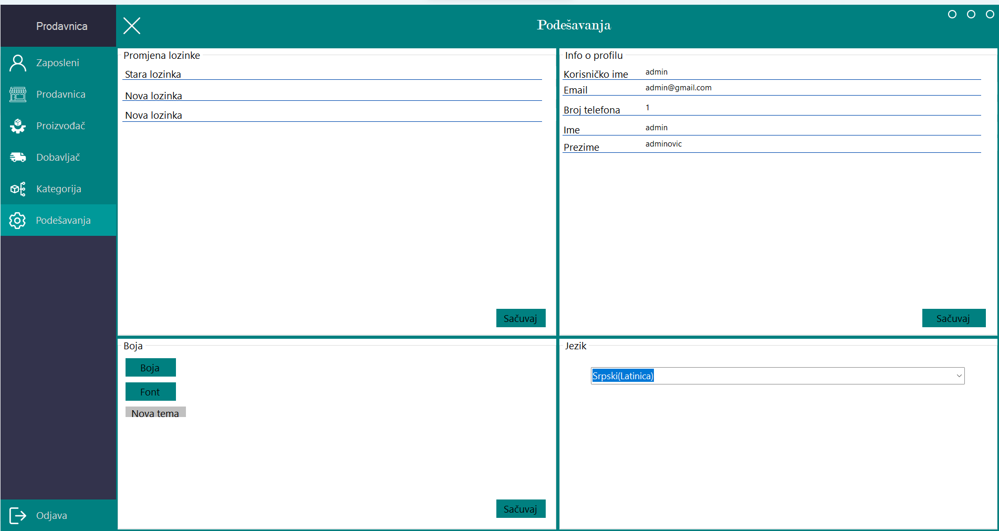 Prodavnica
Podešavanja
Zaposleni
Prodavnica
Proizvođač
Dobavljač
Kategorija
Podešavanja
Odjava
Promjena lozinke
Stara lozinka
Nova lozinka
Nova lozinka
Sačuvaj
Info o profilu
Korisničko ime admin
Email admin@gmail.com
Broj telefona 1
Ime admin
Prezime adminovic
Sačuvaj
Boja
Boja
Font
Nova tema
Sačuvaj
Jezik
Srpski(Latinica)